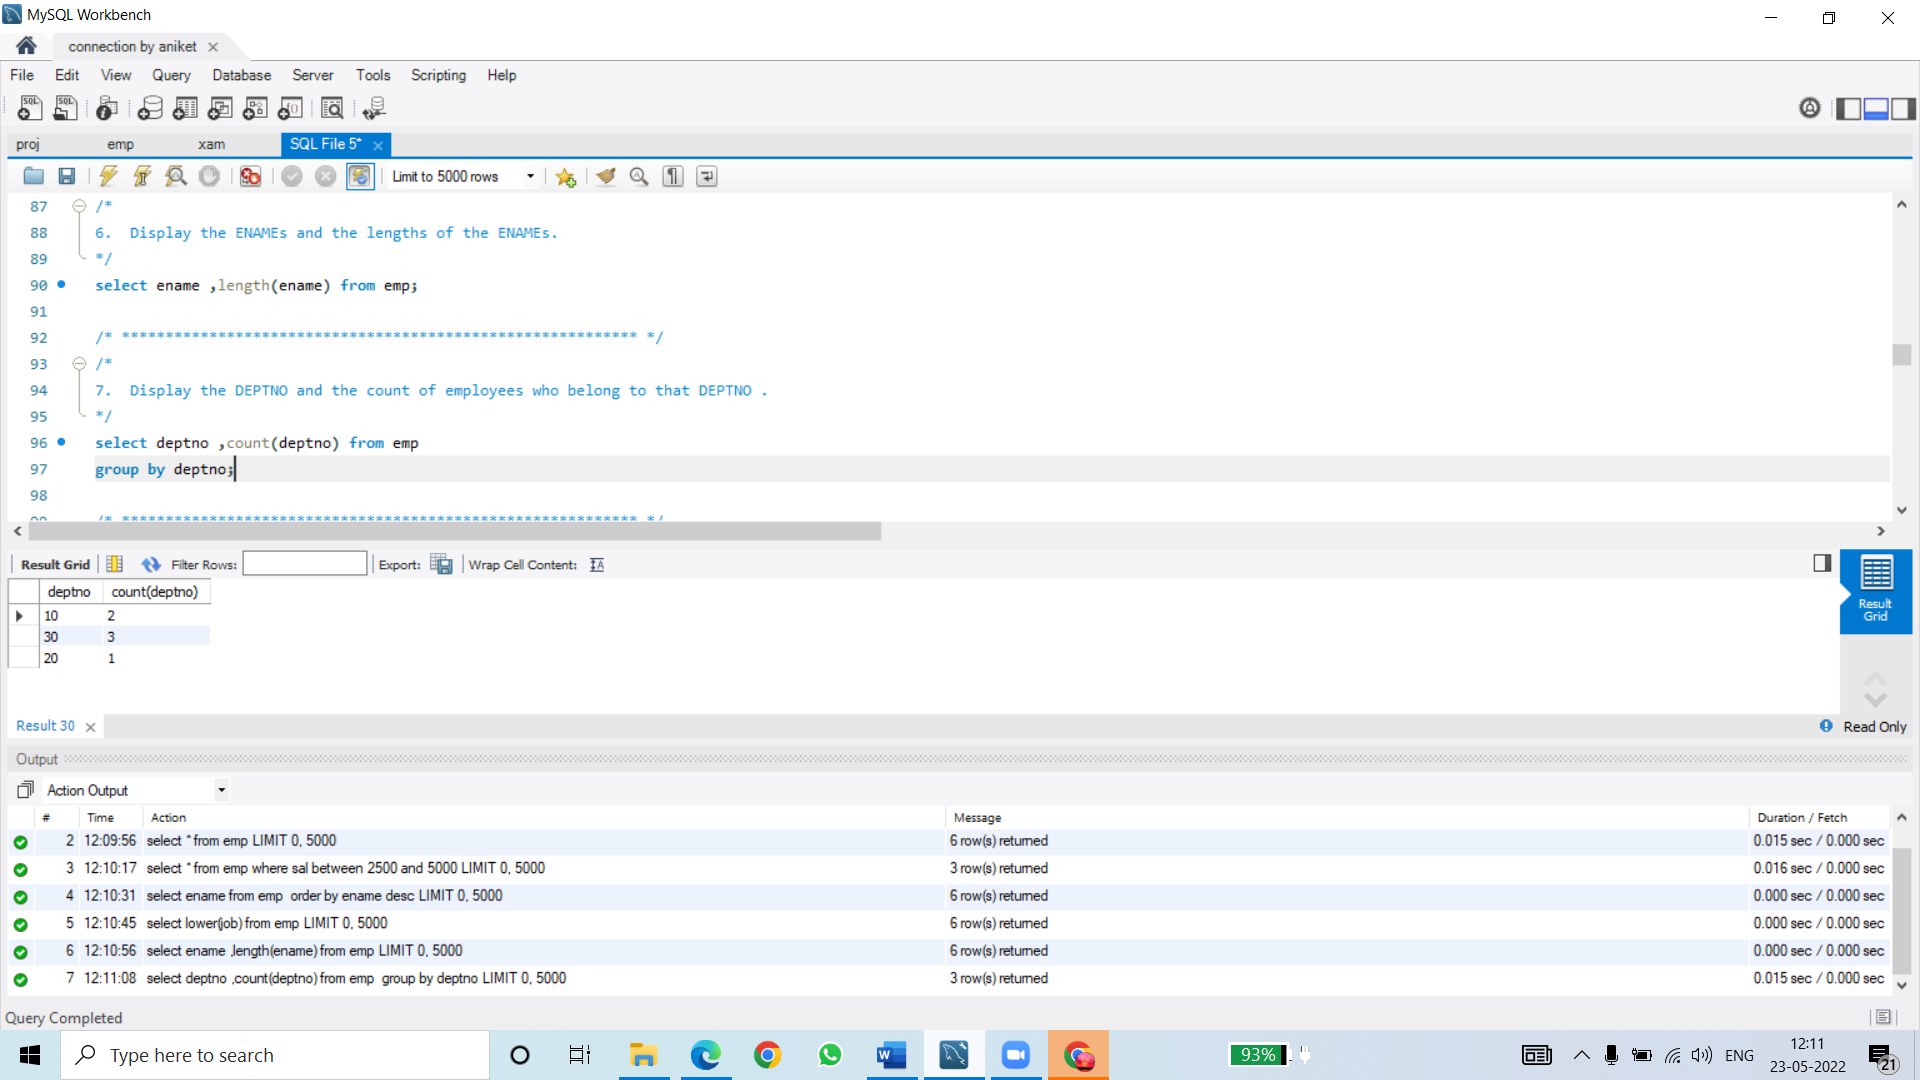 MySQL Workbench
connection by aniket
File Edit View Query Database Server Tools Scripting Help
proj emp xam SQL File 5*
Limit to 5000 rows
87 /*
88 6. Display the ENAMEs and the lengths of the ENAMEs.
89 */
90 select ename ,length(ename) from emp;
91
92 /* *********************************************************** */
93 /*
94 7. Display the DEPTNO and the count of employees who belong to that DEPTNO .
95 */
96 select deptno ,count(deptno) from emp
97 group by deptno;
98
99 /* *********************************************************** */
Result Grid Filter Rows: Export: Wrap Cell Content:
deptno count(deptno)
10 2
30 3
20 1
Result Grid
Result 30 Read Only
Output
Action Output
# Time Action Message Duration / Fetch
2 12:09:56 select * from emp LIMIT 0, 5000 6 row(s) returned 0.015 sec / 0.000 sec
3 12:10:17 select * from emp where sal between 2500 and 5000 LIMIT 0, 5000 3 row(s) returned 0.016 sec / 0.000 sec
4 12:10:31 select ename from emp  order by ename desc LIMIT 0, 5000 6 row(s) returned 0.000 sec / 0.000 sec
5 12:10:45 select lower(job) from emp LIMIT 0, 5000 6 row(s) returned 0.000 sec / 0.000 sec
6 12:10:56 select ename ,length(ename) from emp LIMIT 0, 5000 6 row(s) returned 0.000 sec / 0.000 sec
7 12:11:08 select deptno ,count(deptno) from emp  group by deptno LIMIT 0, 5000 3 row(s) returned 0.015 sec / 0.000 sec
Query Completed
Type here to search
93%
ENG
12:11
23-05-2022
21